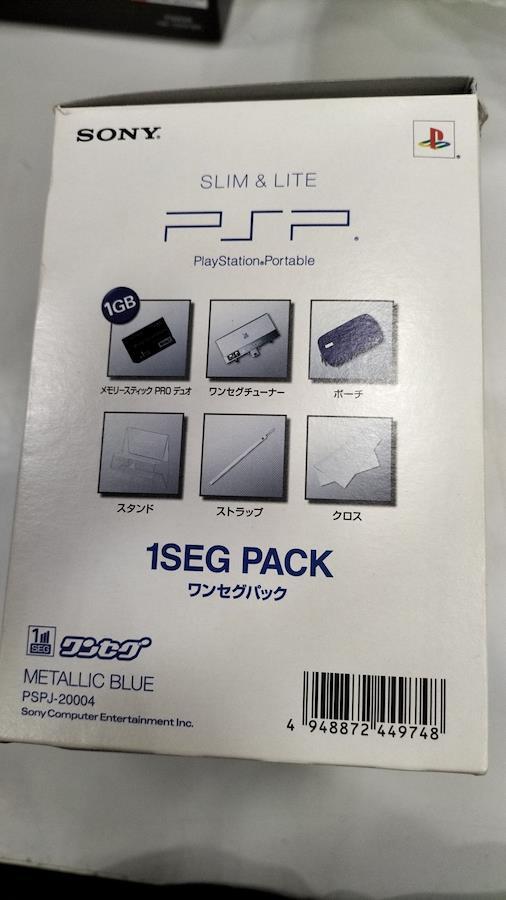 SONY
SLIM & LITE
PSP
PlayStation Portable
1GB
メモリースティック PRO デュオ
ワンセグチューナー
ポーチ
スタンド
ストラップ
クロス
1SEG PACK
ワンセグパック
1SEG ワンセグ
METALLIC BLUE
PSPJ-20004
Sony Computer Entertainment Inc.
4 948872 449748